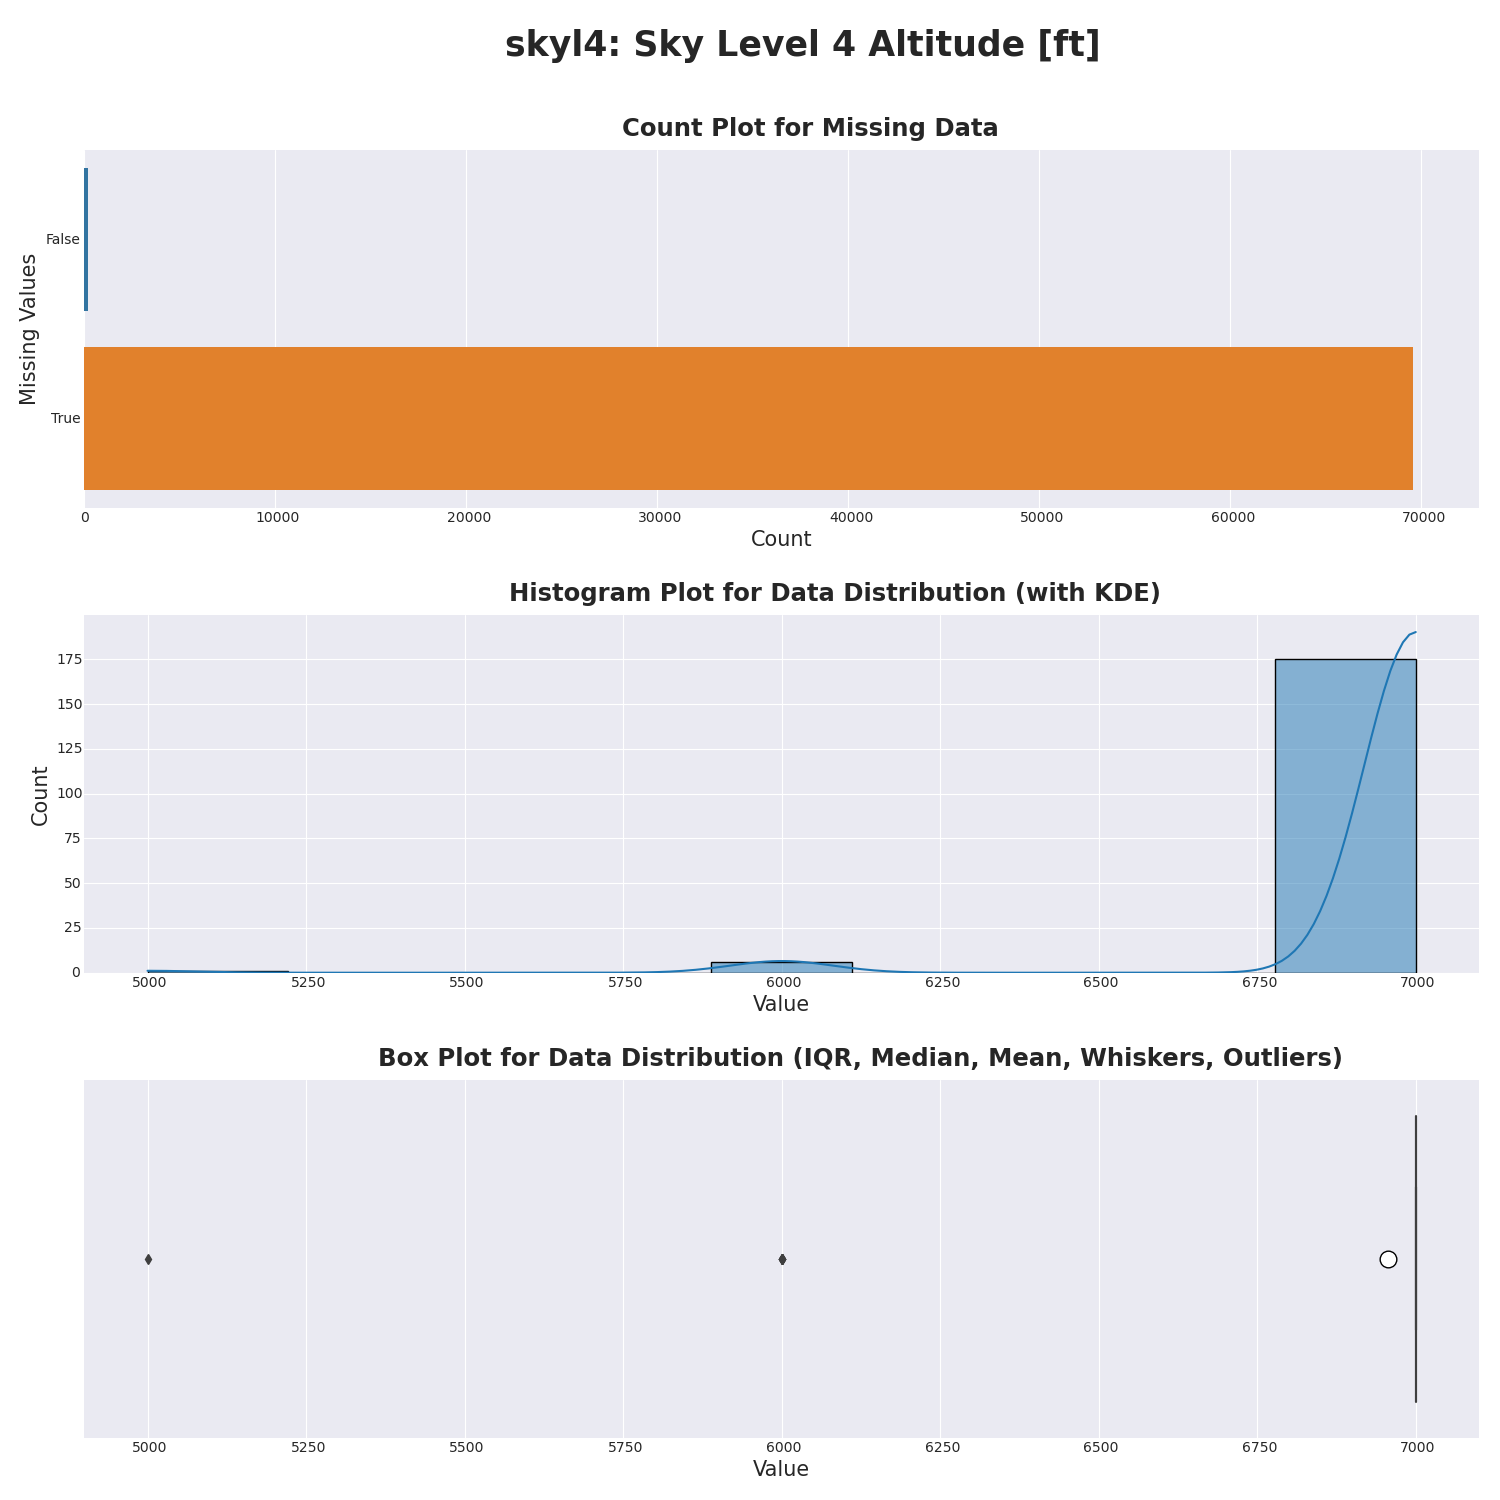 skyl4: Sky Level 4 Altitude [ft]
Count Plot for Missing Data
Missing Values
False
True
0 10000 20000 30000 40000 50000 60000 70000
Count
Histogram Plot for Data Distribution (with KDE)
Count
175
150
125
100
75
50
25
0
5000 5250 5500 5750 6000 6250 6500 6750 7000
Value
Box Plot for Data Distribution (IQR, Median, Mean, Whiskers, Outliers)
5000 5250 5500 5750 6000 6250 6500 6750 7000
Value